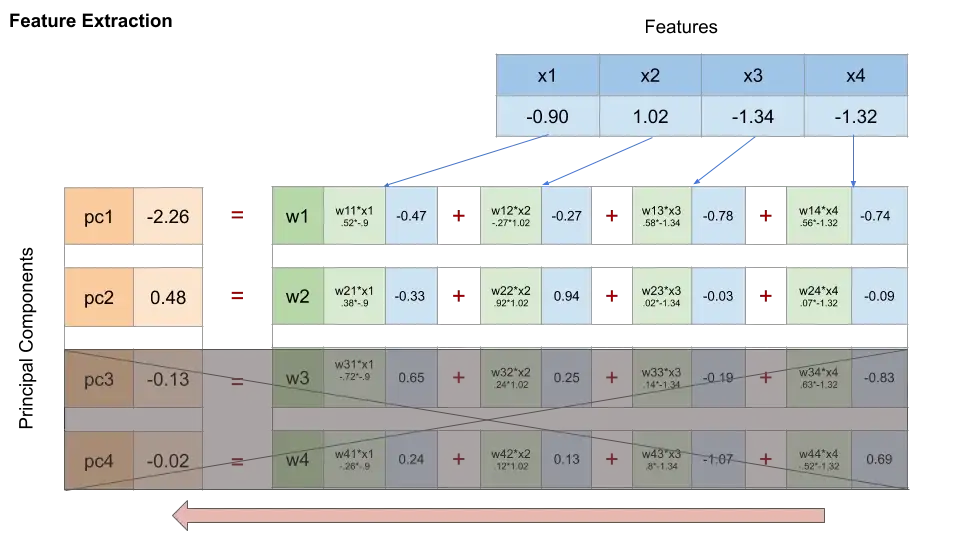 Feature Extraction
Features
x1 x2 x3 x4
-0.90 1.02 -1.34 -1.32
Principal Components
pc1 -2.26 = w1 w11*x1 -0.47 + w12*x2 -0.27 + w13*x3 -0.78 + w14*x4 -0.74
.52*-.9 -.27*1.02 .58*-1.34 .56*-1.32
pc2 0.48 = w2 w21*x1 -0.33 + w22*x2 0.94 + w23*x3 -0.03 + w24*x4 -0.09
.38*-.9 .92*1.02 .02*-1.34 .07*-1.32
pc3 -0.13 = w3 w31*x1 0.65 + w32*x2 0.25 + w33*x3 -0.19 + w34*x4 -0.83
-.72*-.9 .24*1.02 .14*-1.34 .63*-1.32
pc4 -0.02 = w4 w41*x1 0.24 + w42*x2 0.13 + w43*x3 -1.07 + w44*x4 0.69
-.26*-.9 .12*1.02 .8*-1.34 -.52*-1.32